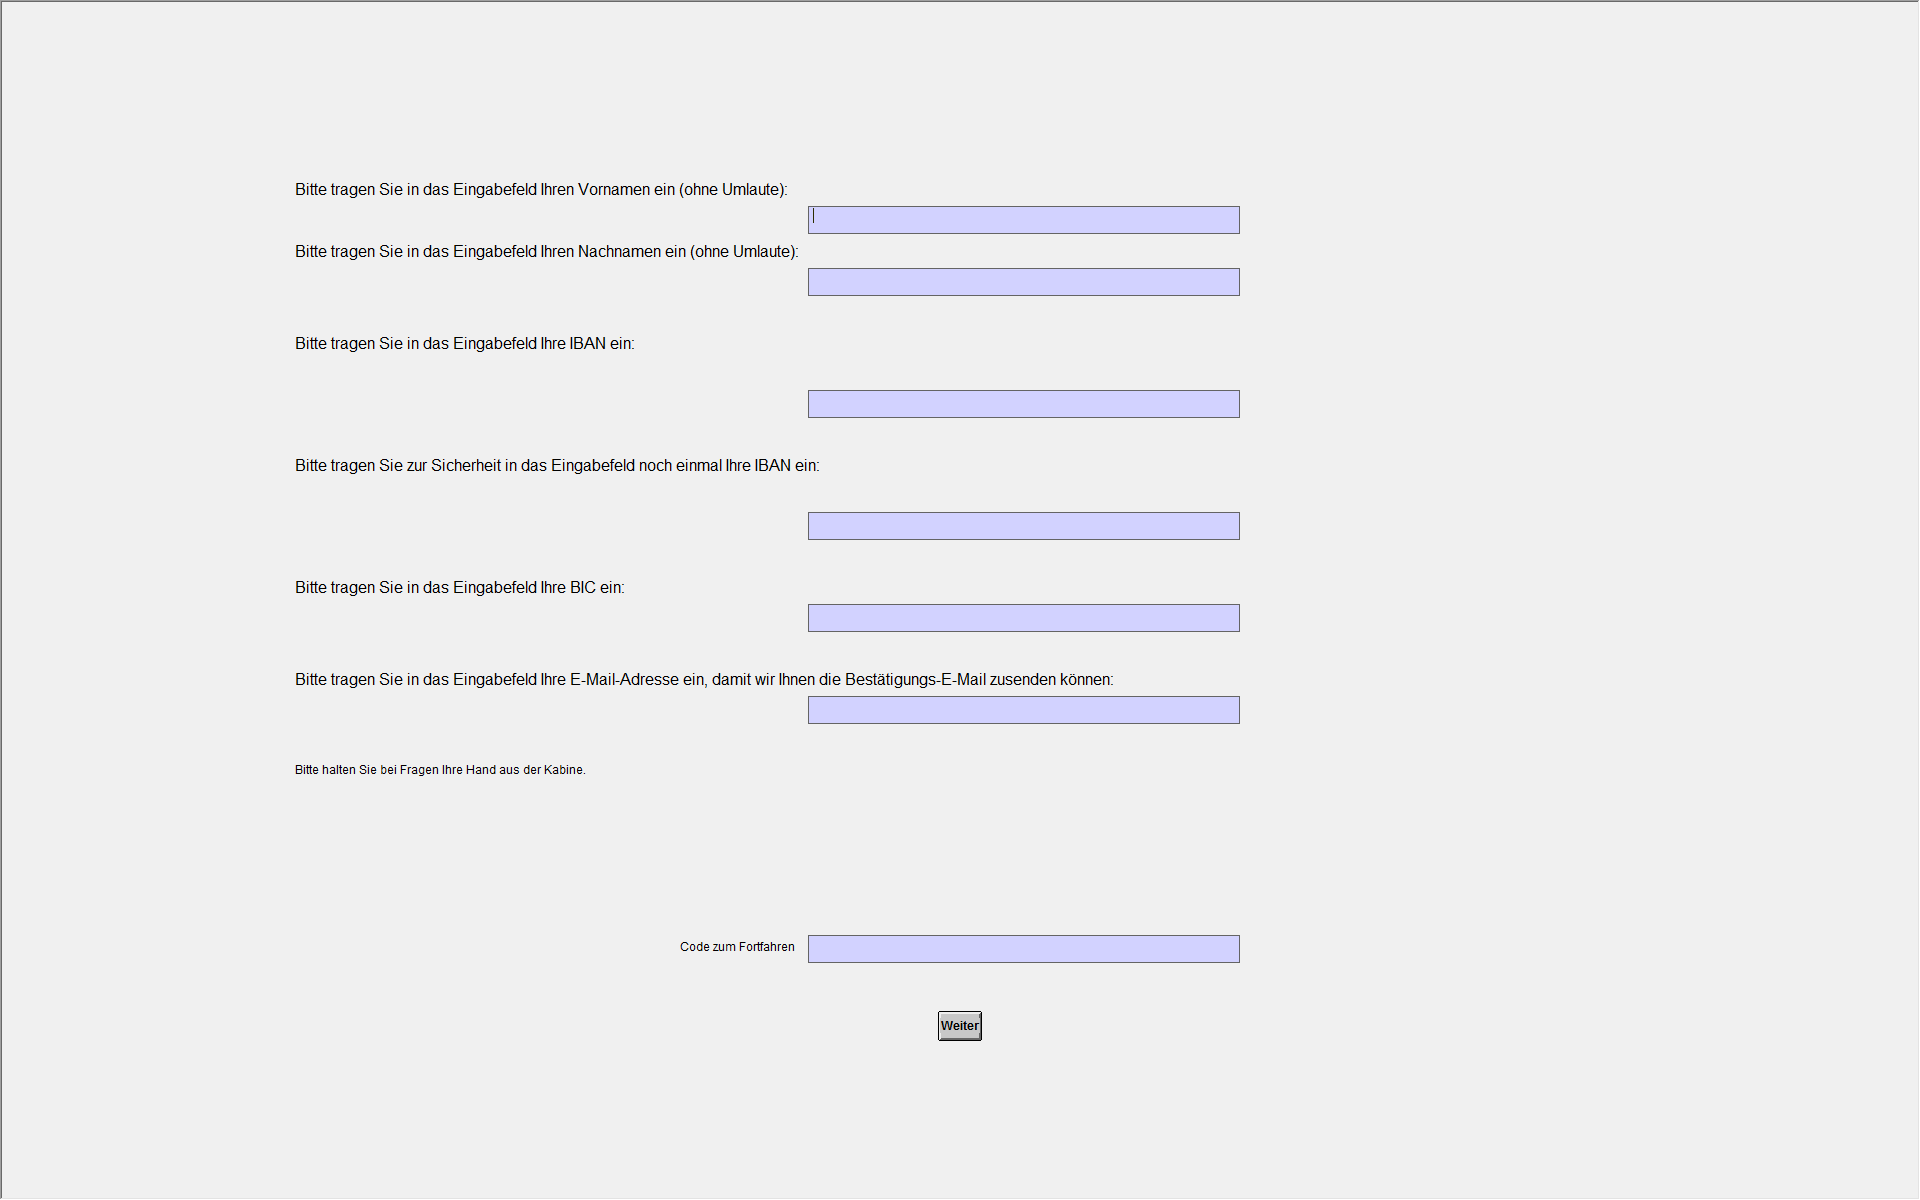 Bitte tragen Sie in das Eingabefeld Ihren Vornamen ein (ohne Umlaute):
Bitte tragen Sie in das Eingabefeld Ihren Nachnamen ein (ohne Umlaute):
Bitte tragen Sie in das Eingabefeld Ihre IBAN ein:
Bitte tragen Sie zur Sicherheit in das Eingabefeld noch einmal Ihre IBAN ein:
Bitte tragen Sie in das Eingabefeld Ihre BIC ein:
Bitte tragen Sie in das Eingabefeld Ihre E-Mail-Adresse ein, damit wir Ihnen die Bestätigungs-E-Mail zusenden können:
Bitte halten Sie bei Fragen Ihre Hand aus der Kabine.
Code zum Fortfahren
Weiter